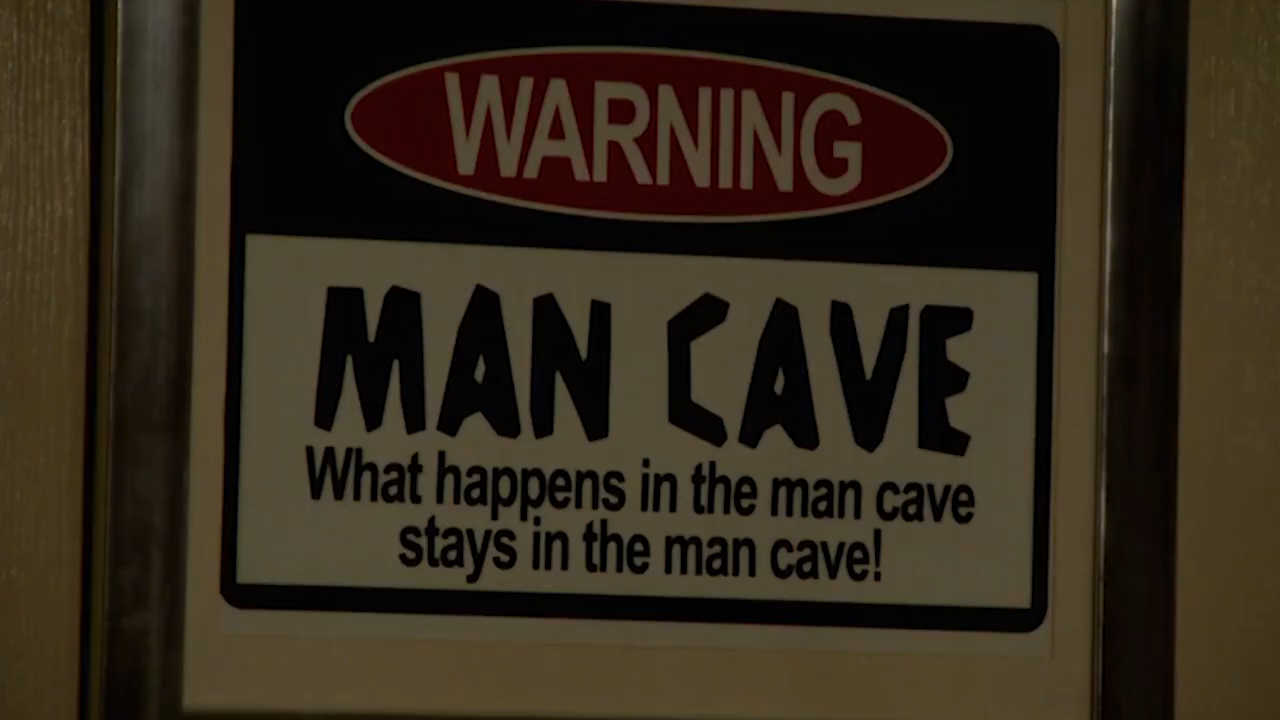 WARNING
MAN CAVE
What happens in the man cave
stays in the man cave!